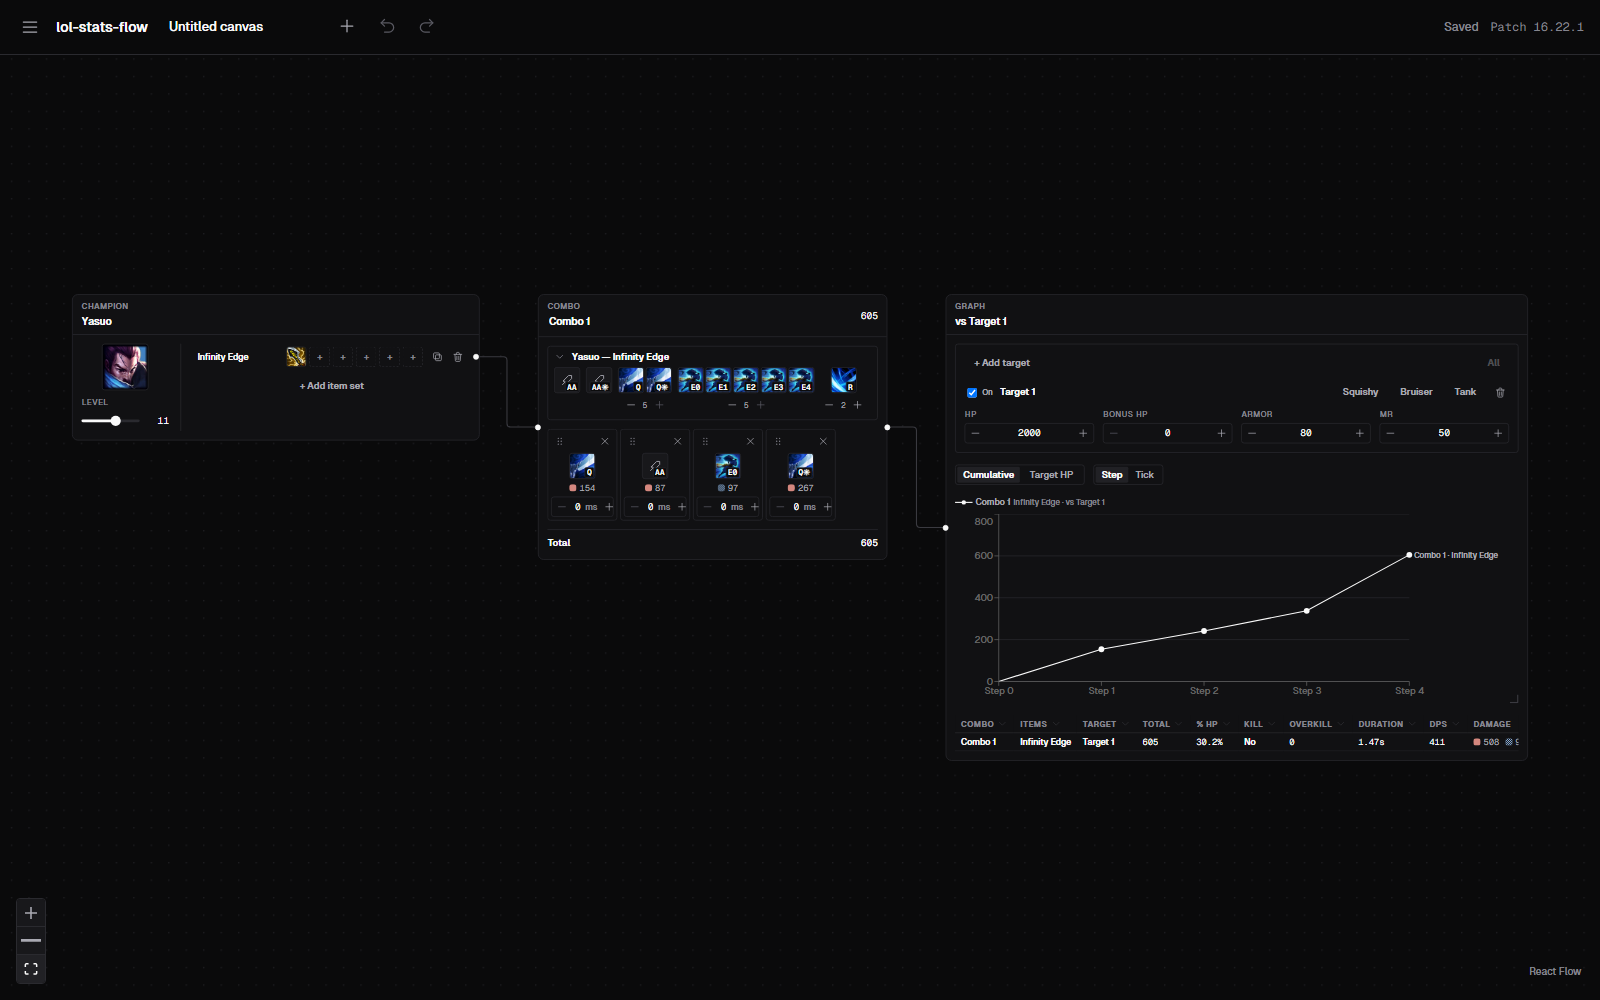 lol-stats-flow Untitled canvas
Saved Patch 16.22.1
CHAMPION
Yasuo
Infinity Edge
+ + + + +
+ Add item set
LEVEL
11
COMBO
Combo 1
605
Yasuo — Infinity Edge
AA AA✳ Q Q✳ E0 E1 E2 E3 E4 R
— 5 + — 5 + — 2 +
Q AA E0 Q✳
154 87 97 267
— 0 ms + — 0 ms + — 0 ms + — 0 ms +
Total 605
GRAPH
vs Target 1
+ Add target All
On Target 1 Squishy Bruiser Tank
HP BONUS HP ARMOR MR
— 2000 + — 0 + — 80 + — 50 +
Cumulative Target HP Step Tick
Combo 1 Infinity Edge · vs Target 1
800
600
400
200
0
Combo 1 · Infinity Edge
Step 0 Step 1 Step 2 Step 3 Step 4
COMBO ITEMS TARGET TOTAL % HP KILL OVERKILL DURATION DPS DAMAGE
Combo 1 Infinity Edge Target 1 605 30.2% No 0 1.47s 411 508
React Flow